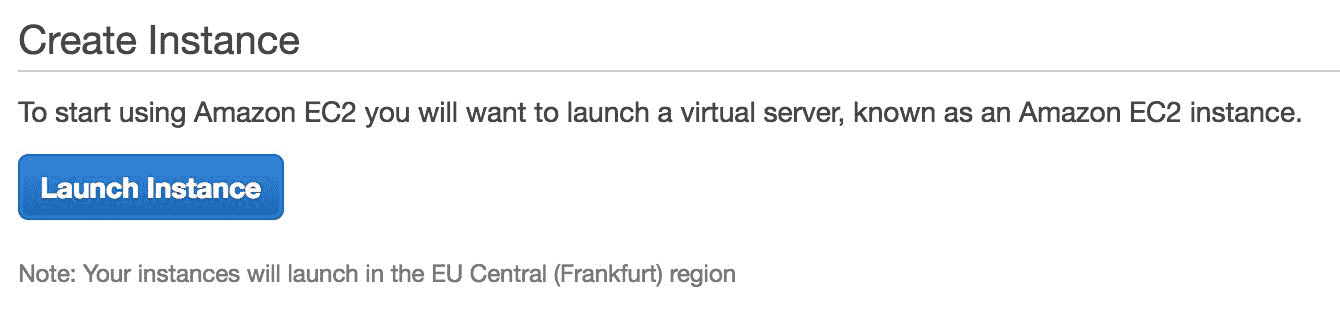 Create Instance
To start using Amazon EC2 you will want to launch a virtual server, known as an Amazon EC2 instance.
Launch Instance
Note: Your instances will launch in the EU Central (Frankfurt) region